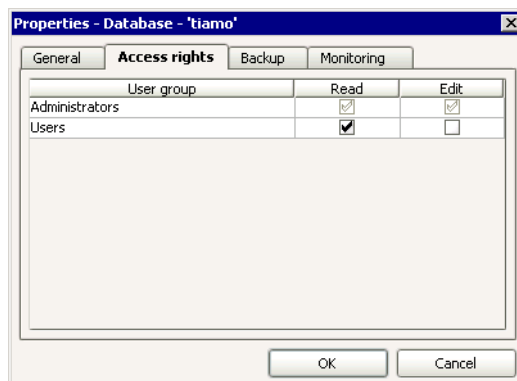 Properties - Database - 'tiamo'
General Access rights Backup Monitoring
User group Read Edit
Administrators
Users
OK Cancel